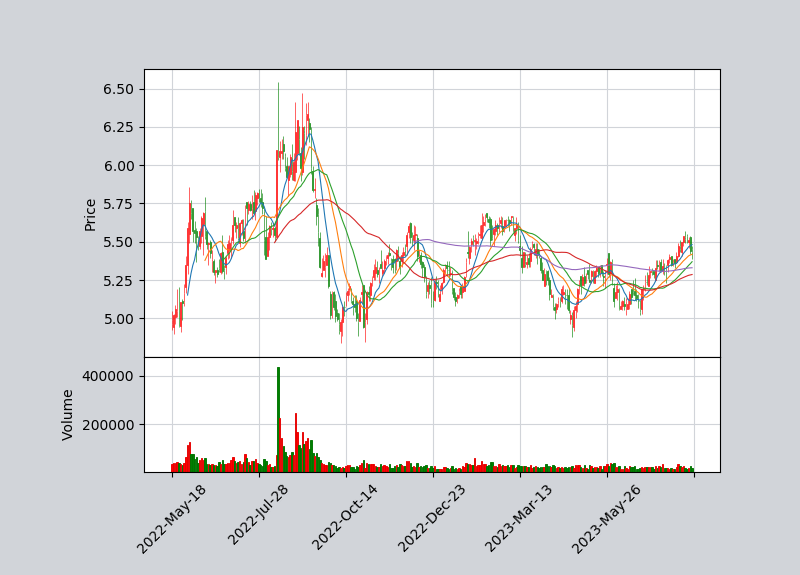 6.50
6.25
6.00
5.75
5.50
5.25
5.00
Price
400000
200000
Volume
2022-May-18
2022-Jul-28
2022-Oct-14
2022-Dec-23
2023-Mar-13
2023-May-26